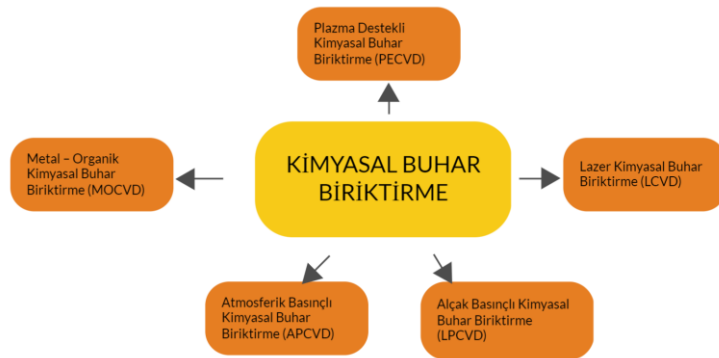 Plazma Destekli
Kimyasal Buhar
Biriktirme (PECVD)
Metal – Organik
Kimyasal Buhar
Biriktirme (MOCVD)
KİMYASAL BUHAR
BİRİKTİRME
Lazer Kimyasal Buhar
Biriktirme (LCVD)
Atmosferik Basınçlı
Kimyasal Buhar
Biriktirme (APCVD)
Alçak Basınçlı Kimyasal
Buhar Biriktirme
(LPCVD)